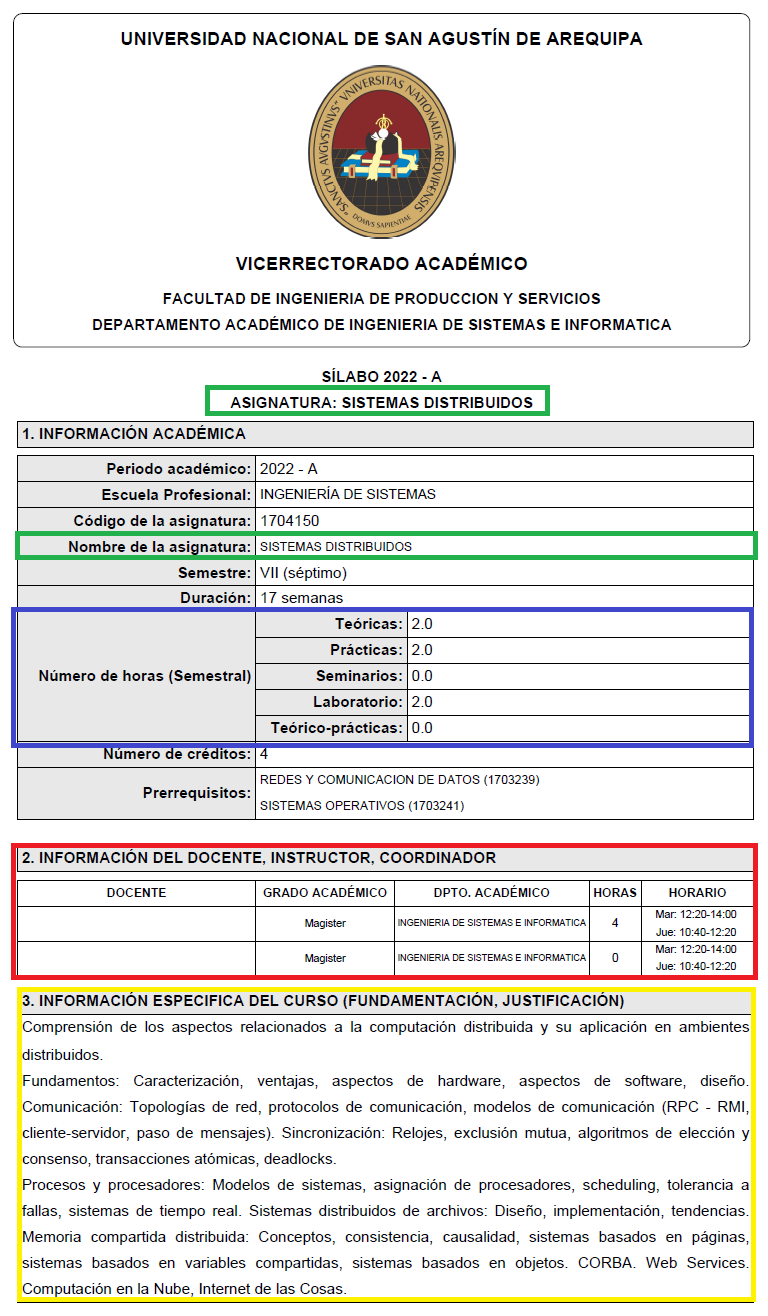 UNIVERSIDAD NACIONAL DE SAN AGUSTÍN DE AREQUIPA
"SANCTVS AVGVSTINVS" VNIVERSITAS NATIONALIS AREQVIPENSIS
DOMVS SAPIENTIAE
VICERRECTORADO ACADÉMICO
FACULTAD DE INGENIERIA DE PRODUCCION Y SERVICIOS
DEPARTAMENTO ACADÉMICO DE INGENIERIA DE SISTEMAS E INFORMATICA
SÍLABO 2022 - A
ASIGNATURA: SISTEMAS DISTRIBUIDOS
1. INFORMACIÓN ACADÉMICA
Periodo académico: 2022 - A
Escuela Profesional: INGENIERÍA DE SISTEMAS
Código de la asignatura: 1704150
Nombre de la asignatura: SISTEMAS DISTRIBUIDOS
Semestre: VII (séptimo)
Duración: 17 semanas
Número de horas (Semestral)
Teóricas: 2.0
Prácticas: 2.0
Seminarios: 0.0
Laboratorio: 2.0
Teórico-prácticas: 0.0
Número de créditos: 4
Prerrequisitos:
REDES Y COMUNICACION DE DATOS (1703239)
SISTEMAS OPERATIVOS (1703241)
2. INFORMACIÓN DEL DOCENTE, INSTRUCTOR, COORDINADOR
DOCENTE GRADO ACADÉMICO DPTO. ACADÉMICO HORAS HORARIO
Magister INGENIERIA DE SISTEMAS E INFORMATICA 4 Mar: 12:20-14:00
Jue: 10:40-12:20
Magister INGENIERIA DE SISTEMAS E INFORMATICA 0 Mar: 12:20-14:00
Jue: 10:40-12:20
3. INFORMACIÓN ESPECIFICA DEL CURSO (FUNDAMENTACIÓN, JUSTIFICACIÓN)
Comprensión de los aspectos relacionados a la computación distribuida y su aplicación en ambientes
distribuidos.
Fundamentos: Caracterización, ventajas, aspectos de hardware, aspectos de software, diseño.
Comunicación: Topologías de red, protocolos de comunicación, modelos de comunicación (RPC - RMI,
cliente-servidor, paso de mensajes). Sincronización: Relojes, exclusión mutua, algoritmos de elección y
consenso, transacciones atómicas, deadlocks.
Procesos y procesadores: Modelos de sistemas, asignación de procesadores, scheduling, tolerancia a
fallas, sistemas de tiempo real. Sistemas distribuidos de archivos: Diseño, implementación, tendencias.
Memoria compartida distribuida: Conceptos, consistencia, causalidad, sistemas basados en páginas,
sistemas basados en variables compartidas, sistemas basados en objetos. CORBA. Web Services.
Computación en la Nube, Internet de las Cosas.